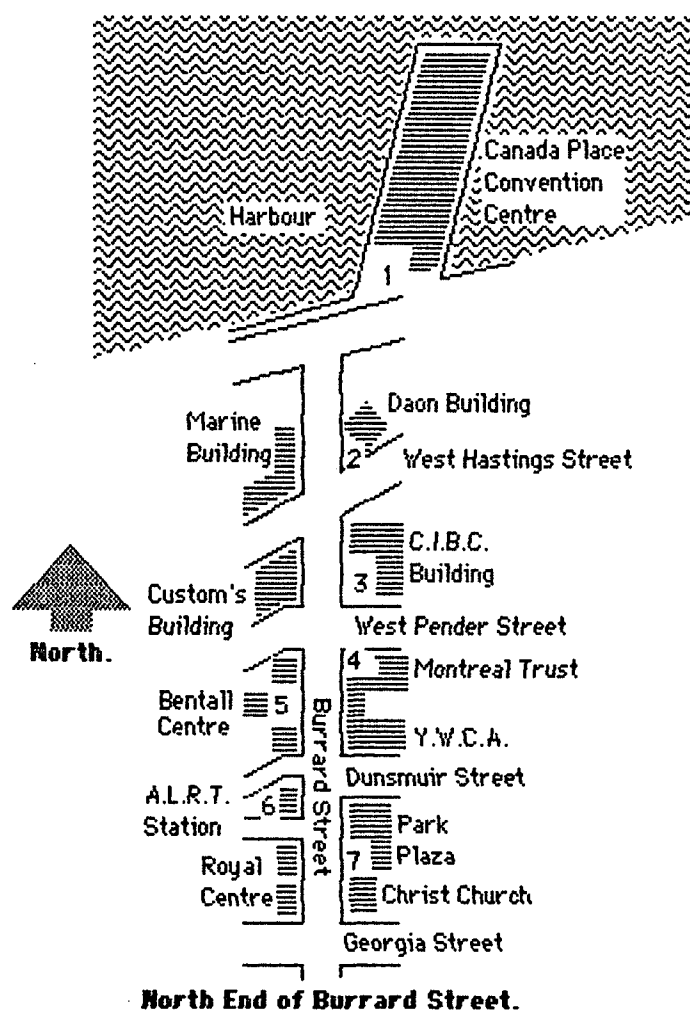 Canada Place
Convention
Centre
Harbour
1
Marine
Building
Daon Building
2
West Hastings Street
C.I.B.C.
Building
3
Custom's
Building
West Pender Street
North.
4
Montreal Trust
Bentall
Centre
5
Burrard Street
Y.W.C.A.
Dunsmuir Street
A.L.R.T.
Station
6
Park
Plaza
7
Royal
Centre
Christ Church
Georgia Street
North End of Burrard Street.